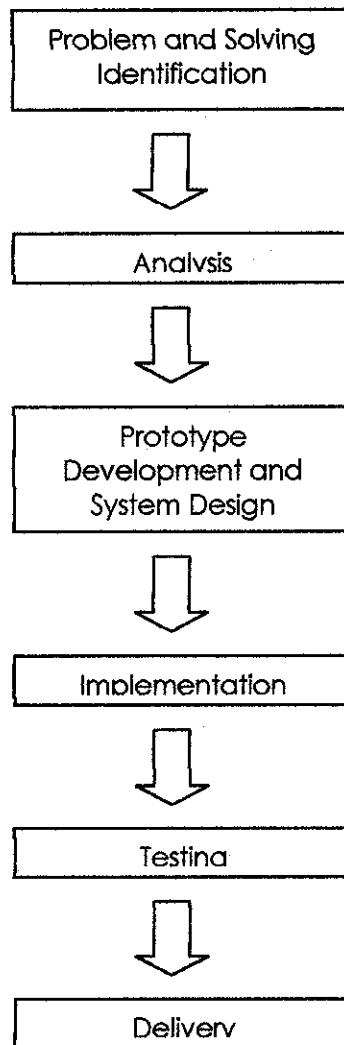 Problem and Solving
Identification
Analysis
Prototype
Development and
System Design
Implementation
Testing
Delivery